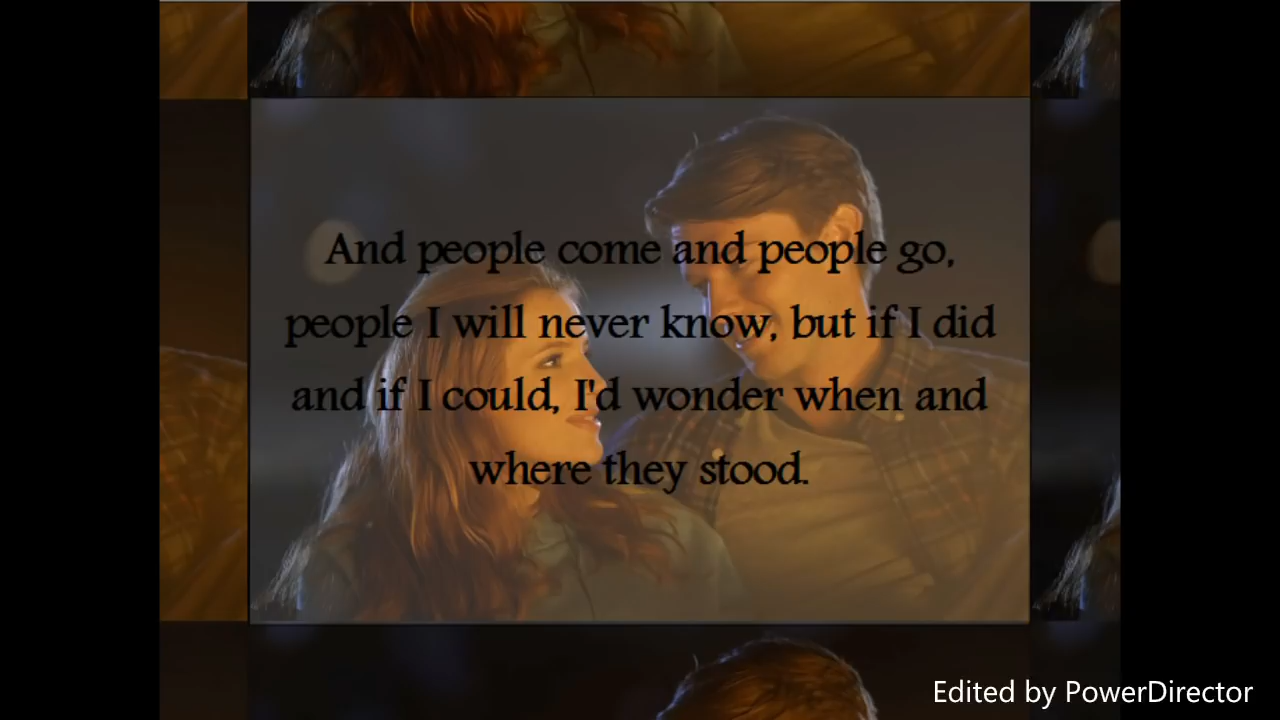 And people come and people go,
people I will never know, but if I did
and if I could, I'd wonder when and
where they stood.
Edited by PowerDirector